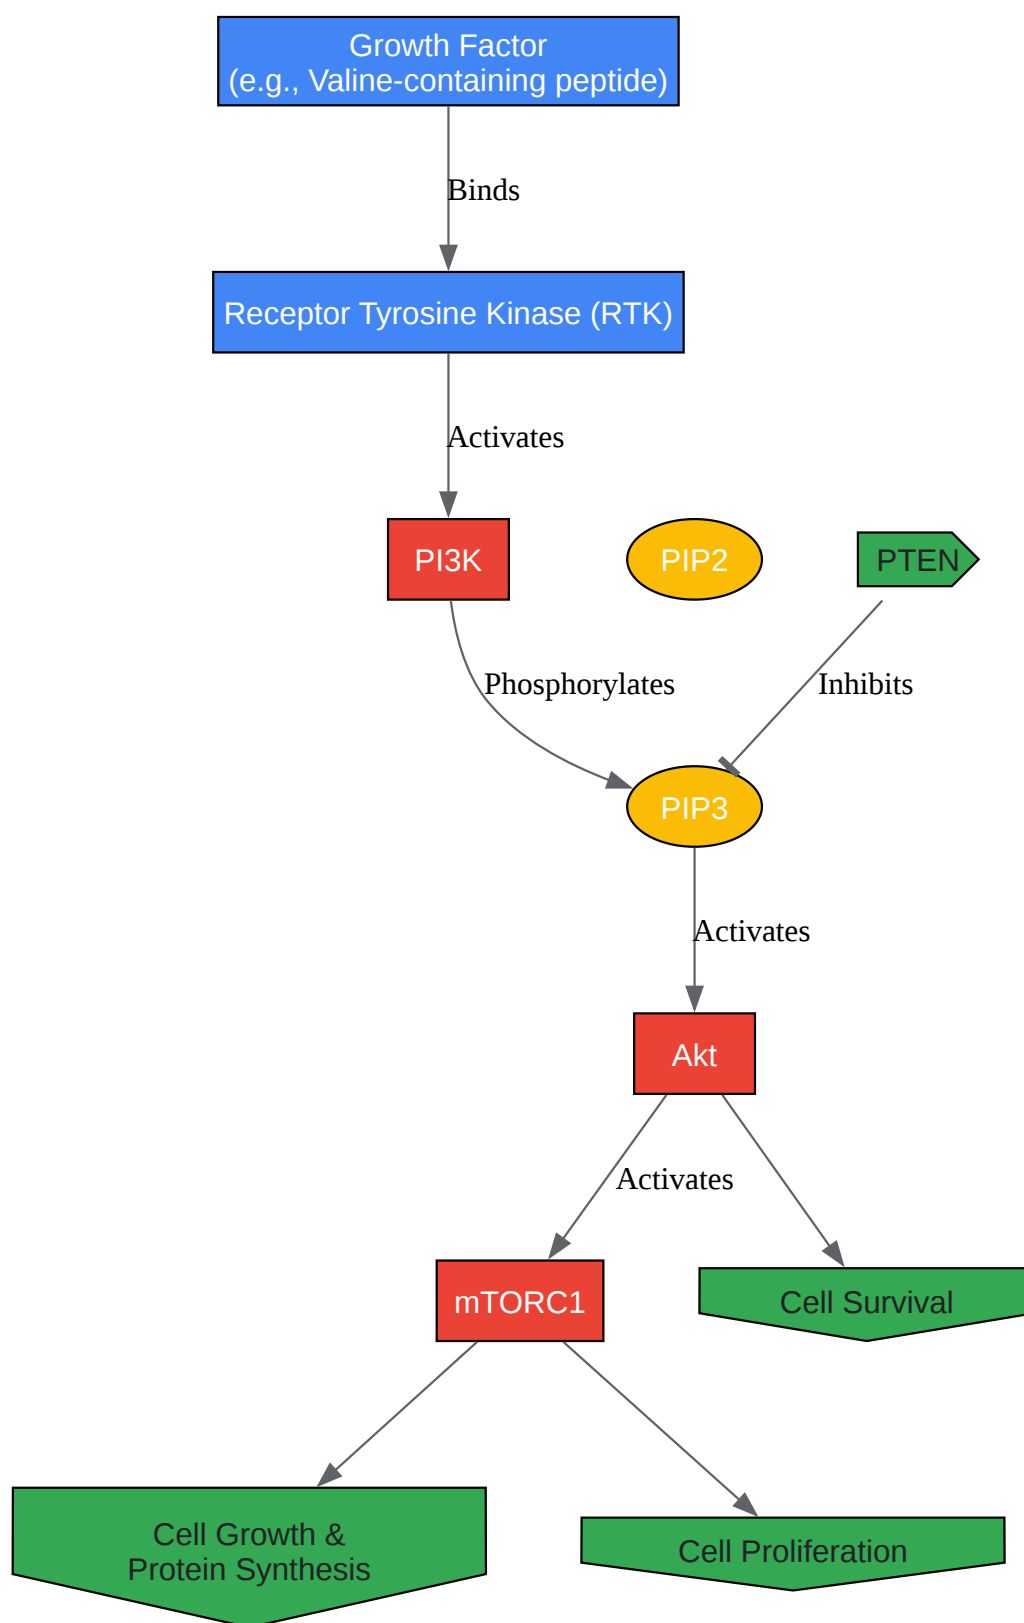 Growth Factor
(e.g., Valine-containing peptide)
Binds
Receptor Tyrosine Kinase (RTK)
Activates
PI3K
PIP2
PTEN
Phosphorylates
Inhibits
PIP3
Activates
Akt
Activates
mTORC1
Cell Survival
Cell Growth &
Protein Synthesis
Cell Proliferation